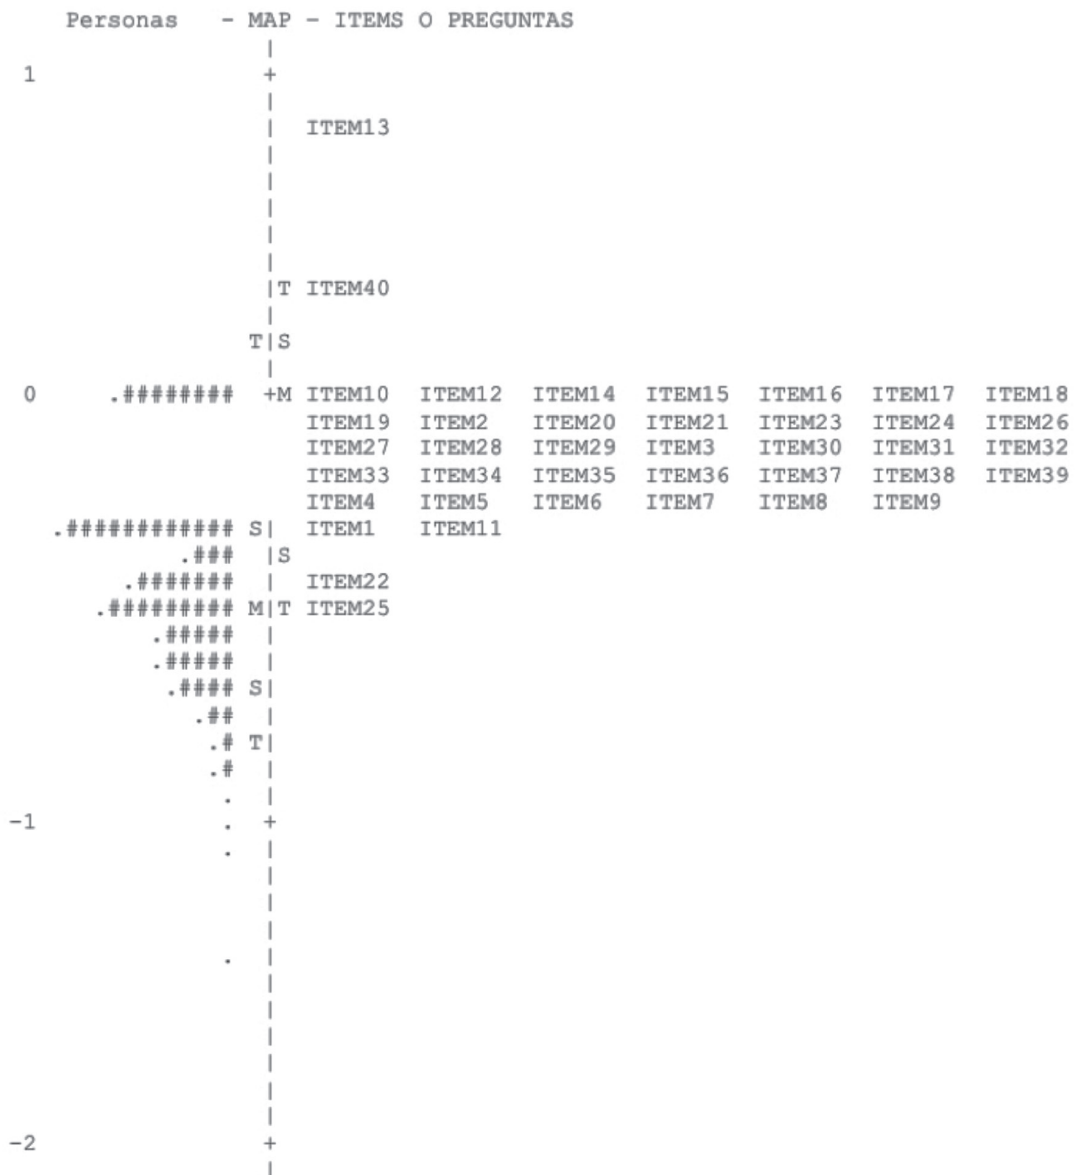 Personas - MAP - ITEMS O PREGUNTAS
|
1 +
|
| ITEM13
|
|
|
|
|
|T ITEM40
|
T|S
|
0 .######## +M ITEM10 ITEM12 ITEM14 ITEM15 ITEM16 ITEM17 ITEM18
ITEM19 ITEM2 ITEM20 ITEM21 ITEM23 ITEM24 ITEM26
ITEM27 ITEM28 ITEM29 ITEM3 ITEM30 ITEM31 ITEM32
ITEM33 ITEM34 ITEM35 ITEM36 ITEM37 ITEM38 ITEM39
ITEM4 ITEM5 ITEM6 ITEM7 ITEM8 ITEM9
.############ S| ITEM1 ITEM11
.### |S
.####### | ITEM22
.######### M|T ITEM25
.##### |
.##### |
.#### S|
.## |
.# T|
.# |
. |
-1 . +
. |
|
|
|
. |
|
|
|
|
|
|
-2 +
|